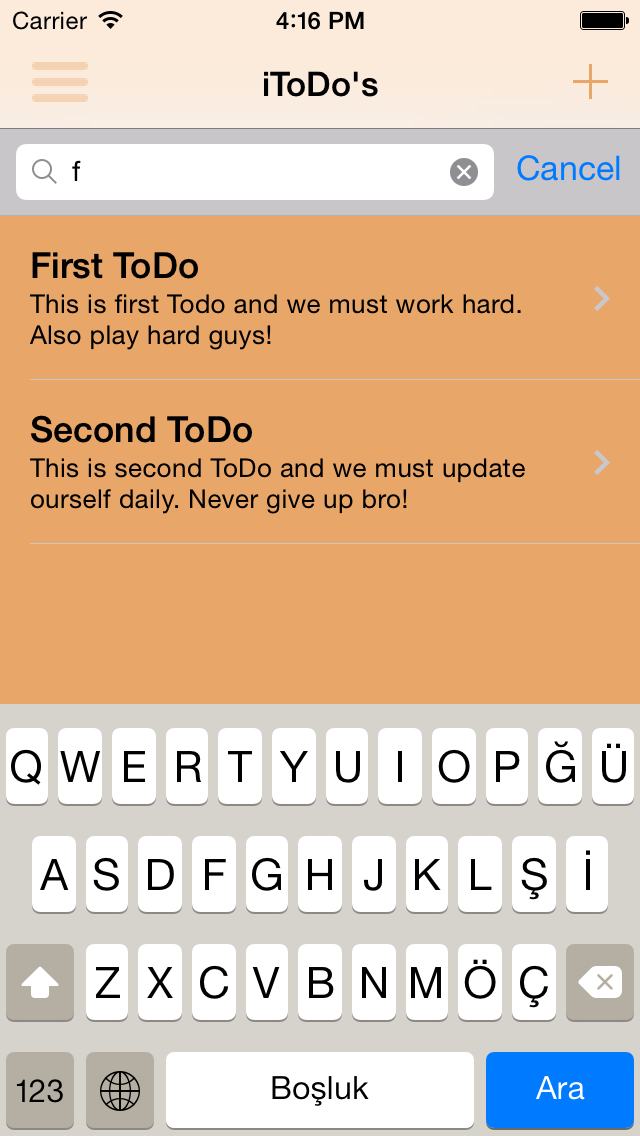 Carrier 4:16 PM
iToDo's
f Cancel
First ToDo
This is first Todo and we must work hard.
Also play hard guys!
Second ToDo
This is second ToDo and we must update
ourself daily. Never give up bro!
Q W E R T Y U I O P Ğ Ü
A S D F G H J K L Ş İ
Z X C V B N M Ö Ç
123 Boşluk Ara